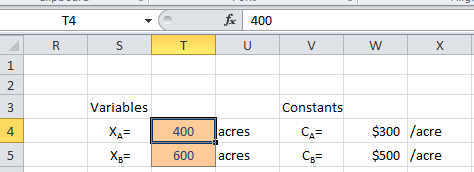 T4 fx 400
R S T U V W X
1
2
3 Variables Constants
4 XA= 400 acres CA= $300 /acre
5 XB= 600 acres CB= $500 /acre